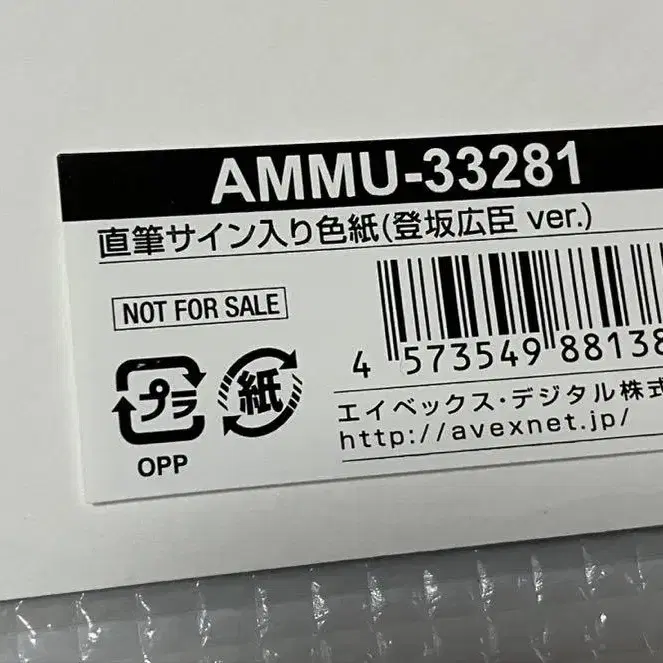 AMMU-33281
直筆サイン入り色紙(登坂広臣 ver.)
NOT FOR SALE
4 573549 88138
プラ 紙
OPP
エイベックス・デジタル株式
http://avexnet.jp/